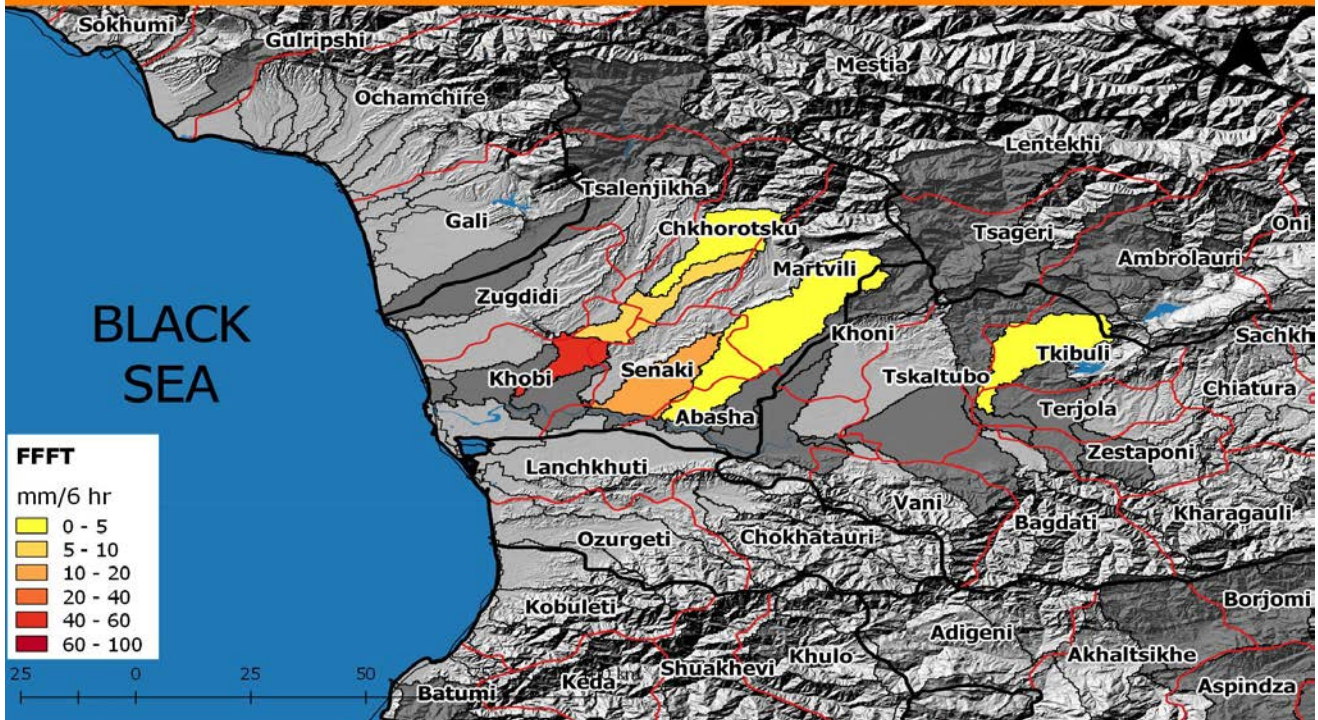 Sokhumi
Gulripshi
Mestia
Ochamchire
Lentekhi
Tsalenjikha
Gali
Chkhorotsku
Tsageri
Oni
Ambrolauri
Martvili
Zugdidi
BLACK
SEA
Khoni
Sachkh
Tkibuli
Senaki
Khobi
Tskaltubo
Chiatura
Terjola
Abasha
Zestaponi
Lanchkhuti
Vani
Kharagauli
Bagdati
Ozurgeti
Chokhatauri
Kobuleti
Borjomi
Adigeni
Khulo
Akhaltsikhe
Shuakhevi
Keda
Batumi
Aspindza
FFFT
mm/6 hr
0 - 5
5 - 10
10 - 20
20 - 40
40 - 60
60 - 100
25 0 25 50 75 km